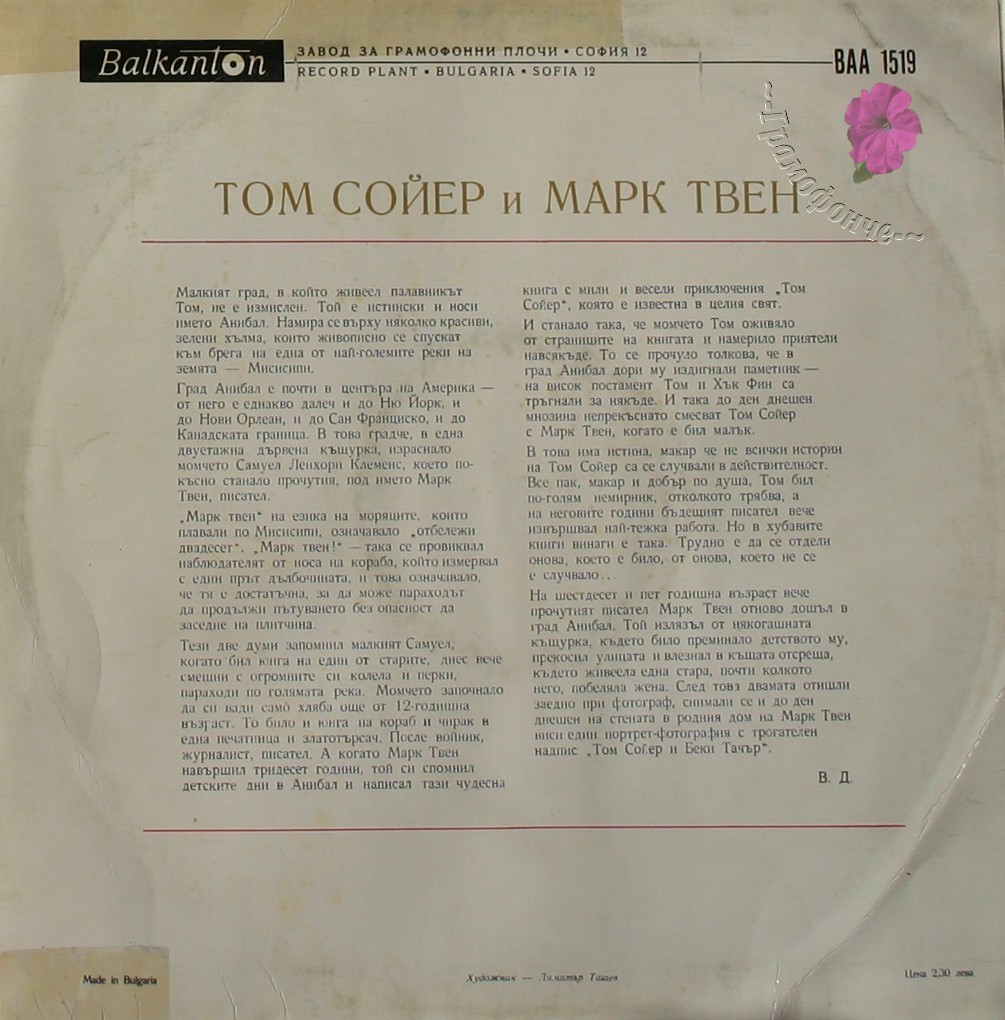 Balkanton
ЗАВОД ЗА ГРАМОФОННИ ПЛОЧИ • СОФИЯ 12
RECORD PLANT • BULGARIA • SOFIA 12
ВАА 1519
~-Грамофонче-~
ТОМ СОЙЕР и МАРК ТВЕН
Малкият град, в който живеел палавникът
Том, не е измислен. Той е истински и носи
името Анибал. Намира се върху няколко красиви,
зелени хълма, които живописно се спускат
към брега на една от най-големите реки на
земята — Мисисипи.
Град Анибал е почти в центъра на Америка —
от него е еднакво далеч и до Ню Йорк, и
до Нови Орлеан, и до Сан Франциско, и до
Канадската граница. В това градче, в една
двуетажна дървена къщурка, израснало
момчето Самуел Ленхорн Клеменс, което по-
късно станало прочутия, под името Марк
Твен, писател.
„Марк твен" на езика на моряците, които
плавали по Мисисипи, означавало „отбележи
двадесет". „Марк твен!" — така се провиквал
наблюдателят от носа на кораба, който измервал
с един прът дълбочината, и това означавало,
че тя е достатъчна, за да може параходът
да продължи пътуването без опасност да
заседне на плитчина.
Тези две думи запомнил малкият Самуел,
когато бил юнга на един от старите, днес вече
смешни с огромните си колела и перки,
параходи по голямата река. Момчето започнало
да си вади само хляба още от 12-годишна
възраст. То било и юнга на кораб и чирак в
една печатница и златотърсач. После войник,
журналист, писател. А когато Марк Твен
навършил тридесет години, той си спомнил
детските дни в Анибал и написал тази чудесна
книга с мили и весели приключения „Том
Сойер", която е известна в целия свят.
И станало така, че момчето Том оживяло
от страниците на книгата и намерило приятели
навсякъде. То се прочуло толкова, че в
град Анибал дори му издигнали паметник —
на висок постамент Том и Хък Фин са
тръгнали за някъде. И така до ден днешен
мнозина непрекъснато смесват Том Сойер
с Марк Твен, когато е бил малък.
В това има истина, макар че не всички истории
на Том Сойер са се случвали в действителност.
Все пак, макар и добър по душа, Том бил
по-голям немирник, отколкото трябва, а
на неговите години бъдещият писател вече
извършвал най-тежка работа. Но в хубавите
книги винаги е така. Трудно е да се отдели
онова, което е било, от онова, което не се
е случвало...
На шестдесет и пет годишна възраст вече
прочутият писател Марк Твен отново дошъл в
град Анибал. Той излязъл от някогашната
къщурка, където било преминало детството му,
прекосил улицата и влезнал в къщата отсреща,
където живеела една стара, почти колкото
него, побеляла жена. След това двамата отишли
заедно при фотограф, снимали се и до ден
днешен на стената в родния дом на Марк Твен
виси един портрет-фотография с трогателен
надпис „Том Сойер и Беки Тачър".
В. Д.
Made in Bulgaria
Художник — Димитър Ташев
Цена 2,30 лева